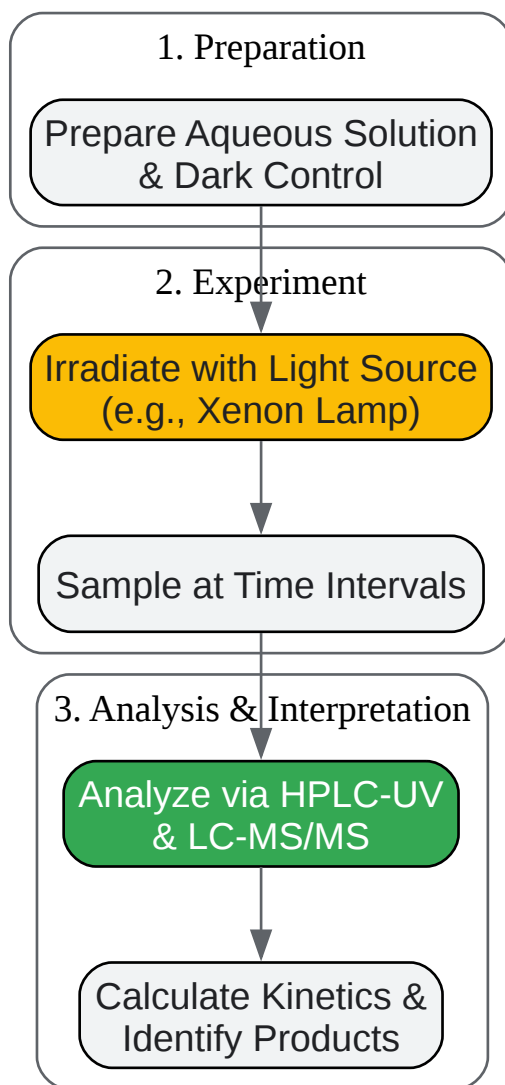 1. Preparation
Prepare Aqueous Solution
& Dark Control
2. Experiment
Irradiate with Light Source
(e.g., Xenon Lamp)
Sample at Time Intervals
3. Analysis & Interpretation
Analyze via HPLC-UV
& LC-MS/MS
Calculate Kinetics &
Identify Products